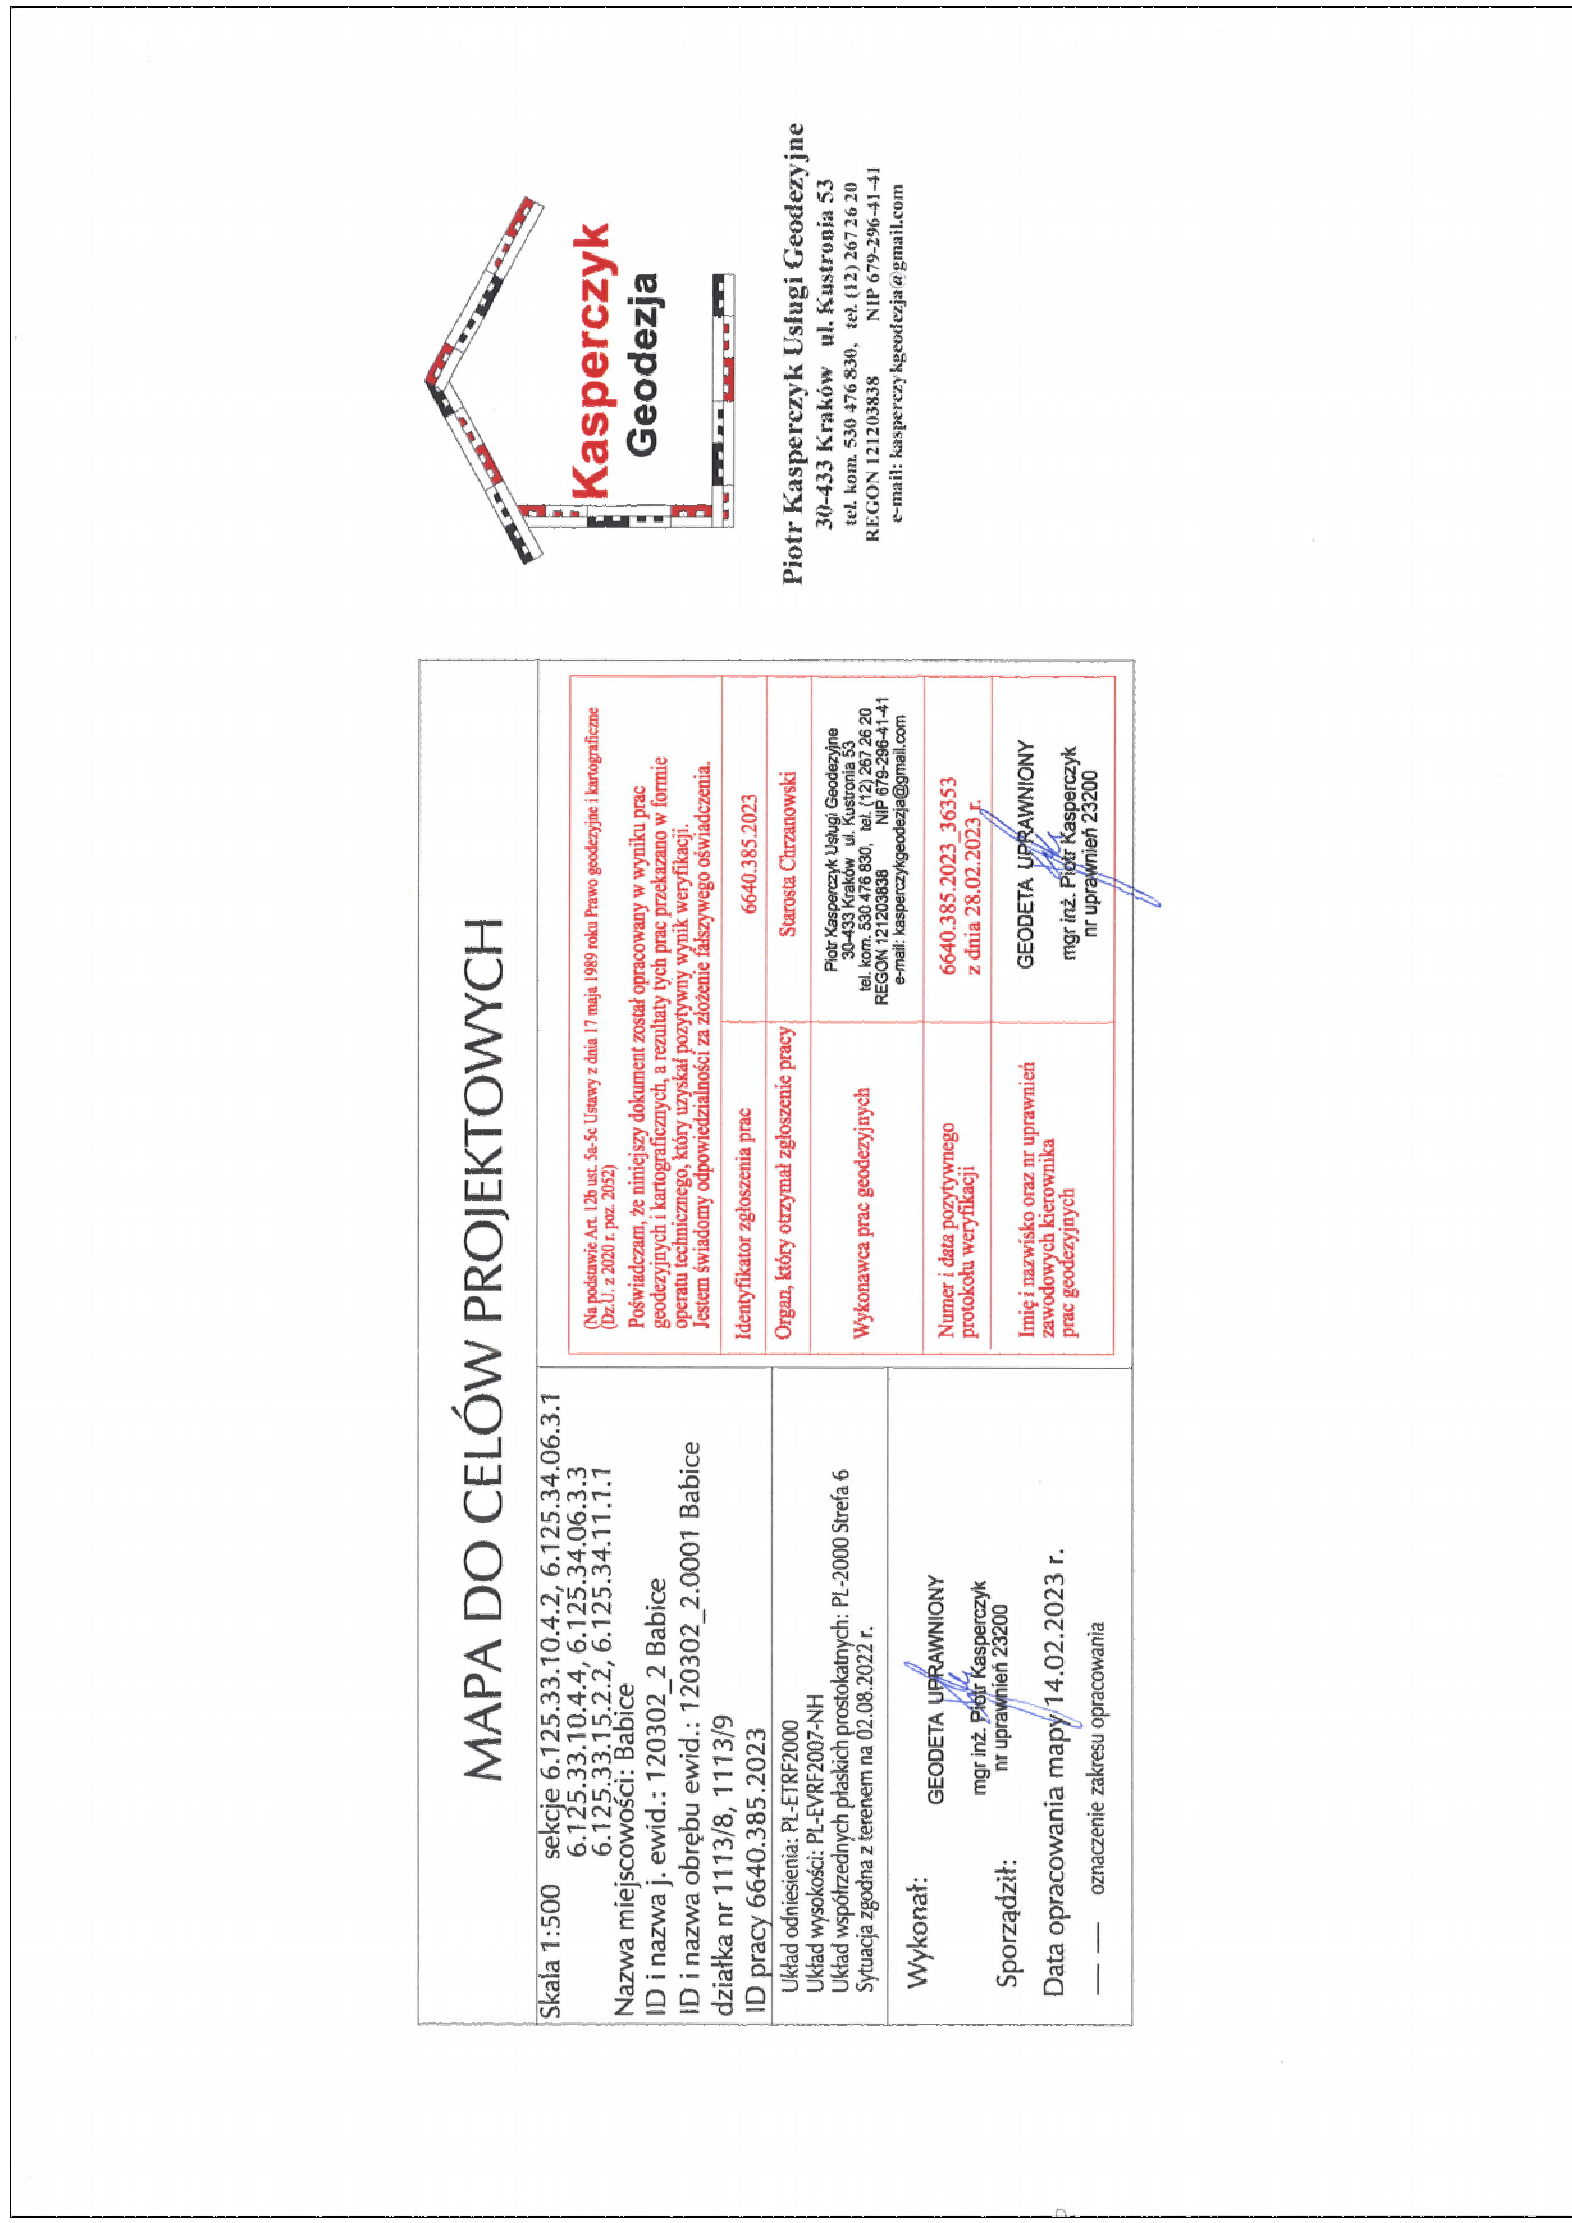 MAPA DO CELÓW PROJEKTOWYCH
Skala 1:500 sekcje 6.125.33.10.4.2, 6.125.34.06.3.1
6.125.33.10.4.4, 6.125.34.06.3.3
6.125.33.15.2.2, 6.125.34.11.1.1
Nazwa miejscowości: Babice
ID i nazwa j. ewid.: 120302_2 Babice
ID i nazwa obrębu ewid.: 120302_2.0001 Babice
działka nr 1113/8, 1113/9
ID pracy 6640.385.2023
Układ odniesienia: PL-ETRF2000
Układ wysokości: PL-EVRF2007-NH
Układ współrzednych płaskich prostokatnych: PL-2000 Strefa 6
Sytuacja zgodna z terenem na 02.08.2022 r.
Wykonał:
GEODETA UPRAWNIONY
mgr inż. Piotr Kasperczyk
nr uprawnień 23200
Sporządził:
Data opracowania mapy 14.02.2023 r.
— — oznaczenie zakresu opracowania
(Na podstawie Art. 12b ust. 5a-5c Ustawy z dnia 17 maja 1989 roku Prawo geodezyjne i kartograficzne
(Dz.U. z 2020 r. poz. 2052)
Poświadczam, że niniejszy dokument został opracowany w wyniku prac
geodezyjnych i kartograficznych, a rezultaty tych prac przekazano w formie
operatu technicznego, który uzyskał pozytywny wynik weryfikacji.
Jestem świadomy odpowiedzialności za złożenie fałszywego oświadczenia.
Identyfikator zgłoszenia prac
6640.385.2023
Organ, który otrzymał zgłoszenie pracy
Starosta Chrzanowski
Wykonawca prac geodezyjnych
Piotr Kasperczyk Usługi Geodezyjne
30-433 Kraków ul. Kustronia 53
tel. kom. 530 476 830, tel. (12) 267 26 20
REGON 121203838 NIP 679-296-41-41
e-mail: kasperczykgeodezja@gmail.com
Numer i data pozytywnego
protokołu weryfikacji
6640.385.2023_36353
z dnia 28.02.2023 r.
Imię i nazwisko oraz nr uprawnień
zawodowych kierownika
prac geodezyjnych
GEODETA UPRAWNIONY
mgr inż. Piotr Kasperczyk
nr uprawnień 23200
Kasperczyk
Geodezja
Piotr Kasperczyk Usługi Geodezyjne
30-433 Kraków ul. Kustronia 53
tel. kom. 530 476 830, tel. (12) 267 26 20
REGON 121203838 NIP 679-296-41-41
e-mail: kasperczykgeodezja@gmail.com